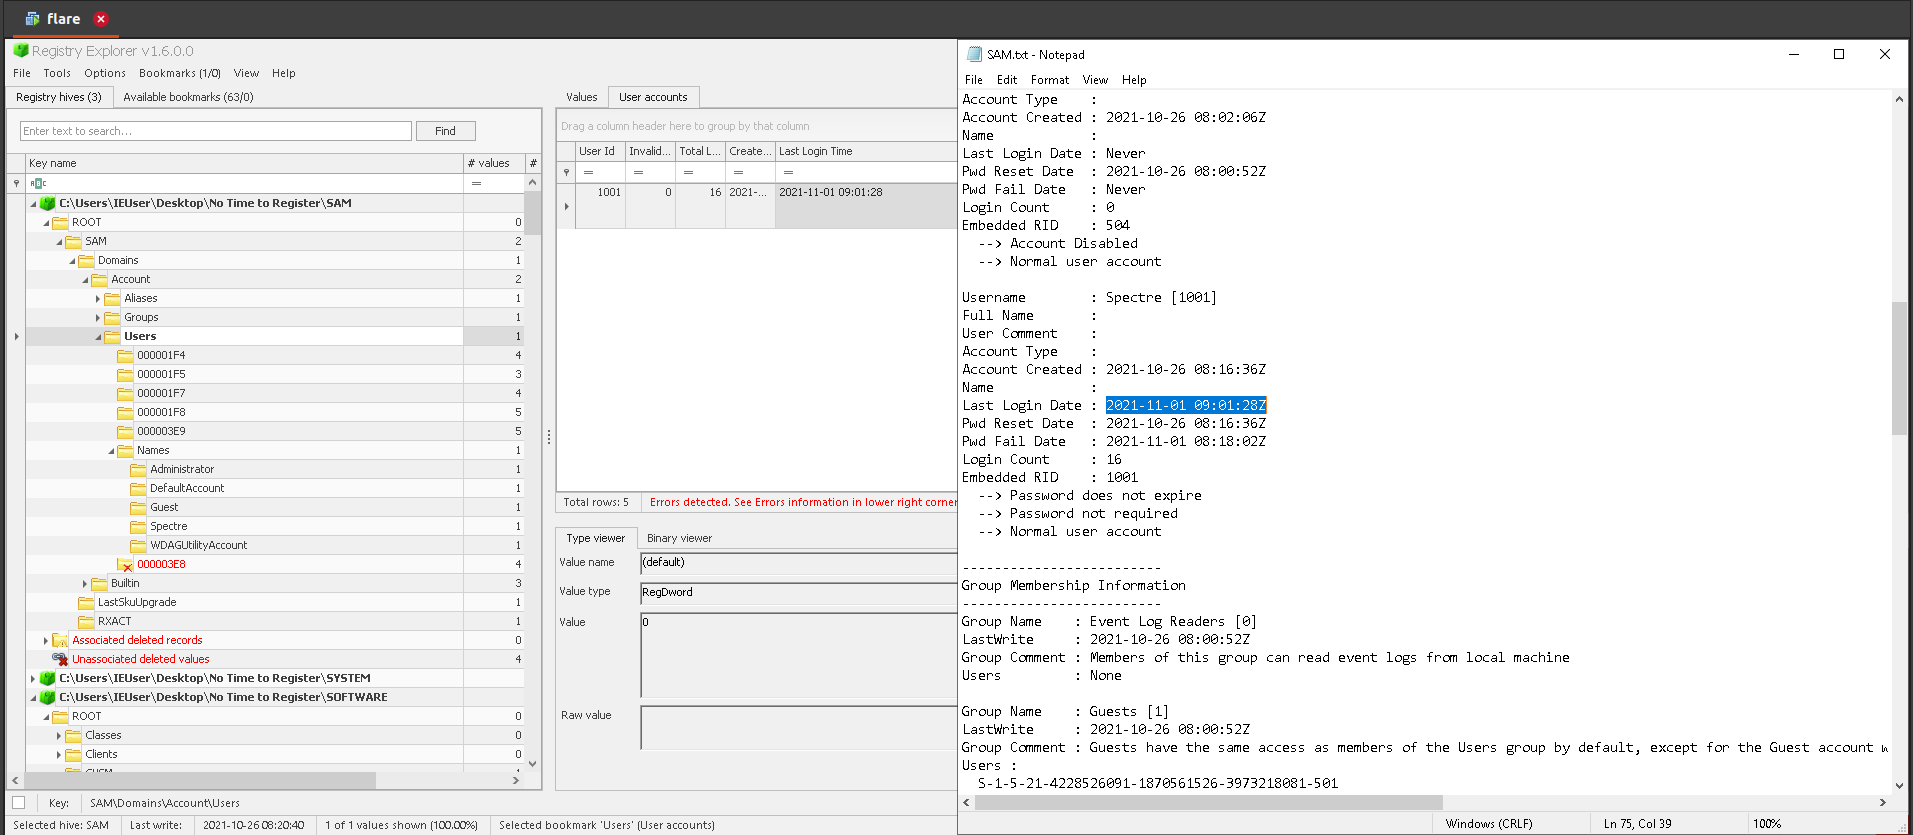 flare
Registry Explorer v1.6.0.0
File Tools Options Bookmarks (1/0) View Help
Registry hives (3) Available bookmarks (63/0)
Enter text to search... Find
Key name # values #
=
C:\Users\IEUser\Desktop\No Time to Register\SAM
ROOT 0
SAM 2
Domains 1
Account 2
Aliases 1
Groups 1
Users 1
000001F4 4
000001F5 3
000001F7 4
000001F8 5
000003E9 5
Names 1
Administrator 1
DefaultAccount 1
Guest 1
Spectre 1
WDAGUtilityAccount 1
000003E8 4
Builtin 3
LastSkuUpgrade 1
RXACT 1
Associated deleted records 0
Unassociated deleted values 4
C:\Users\IEUser\Desktop\No Time to Register\SYSTEM
C:\Users\IEUser\Desktop\No Time to Register\SOFTWARE
ROOT 0
Classes 0
Clients 0
Key: SAM\Domains\Account\Users
Selected hive: SAM Last write: 2021-10-26 08:20:40 1 of 1 values shown (100.00%) Selected bookmark 'Users' (User accounts)
Values User accounts
Drag a column header here to group by that column
User Id Invalid... Total L... Create... Last Login Time
= = = = =
1001 0 16 2021-... 2021-11-01 09:01:28
Total rows: 5 Errors detected. See Errors information in lower right corner
Type viewer Binary viewer
Value name (default)
Value type RegDword
Value 0
Raw value
SAM.txt - Notepad
File Edit Format View Help
Account Type :
Account Created : 2021-10-26 08:02:06Z
Name :
Last Login Date : Never
Pwd Reset Date : 2021-10-26 08:00:52Z
Pwd Fail Date : Never
Login Count : 0
Embedded RID : 504
--> Account Disabled
--> Normal user account
Username : Spectre [1001]
Full Name :
User Comment :
Account Type :
Account Created : 2021-10-26 08:16:36Z
Name :
Last Login Date : 2021-11-01 09:01:28Z
Pwd Reset Date : 2021-10-26 08:16:36Z
Pwd Fail Date : 2021-11-01 08:18:02Z
Login Count : 16
Embedded RID : 1001
--> Password does not expire
--> Password not required
--> Normal user account
-------------------------
Group Membership Information
-------------------------
Group Name : Event Log Readers [0]
LastWrite : 2021-10-26 08:00:52Z
Group Comment : Members of this group can read event logs from local machine
Users : None
Group Name : Guests [1]
LastWrite : 2021-10-26 08:00:52Z
Group Comment : Guests have the same access as members of the Users group by default, except for the Guest account w
Users :
S-1-5-21-4228526091-1870561526-3973218081-501
Windows (CRLF) Ln 75, Col 39 100%